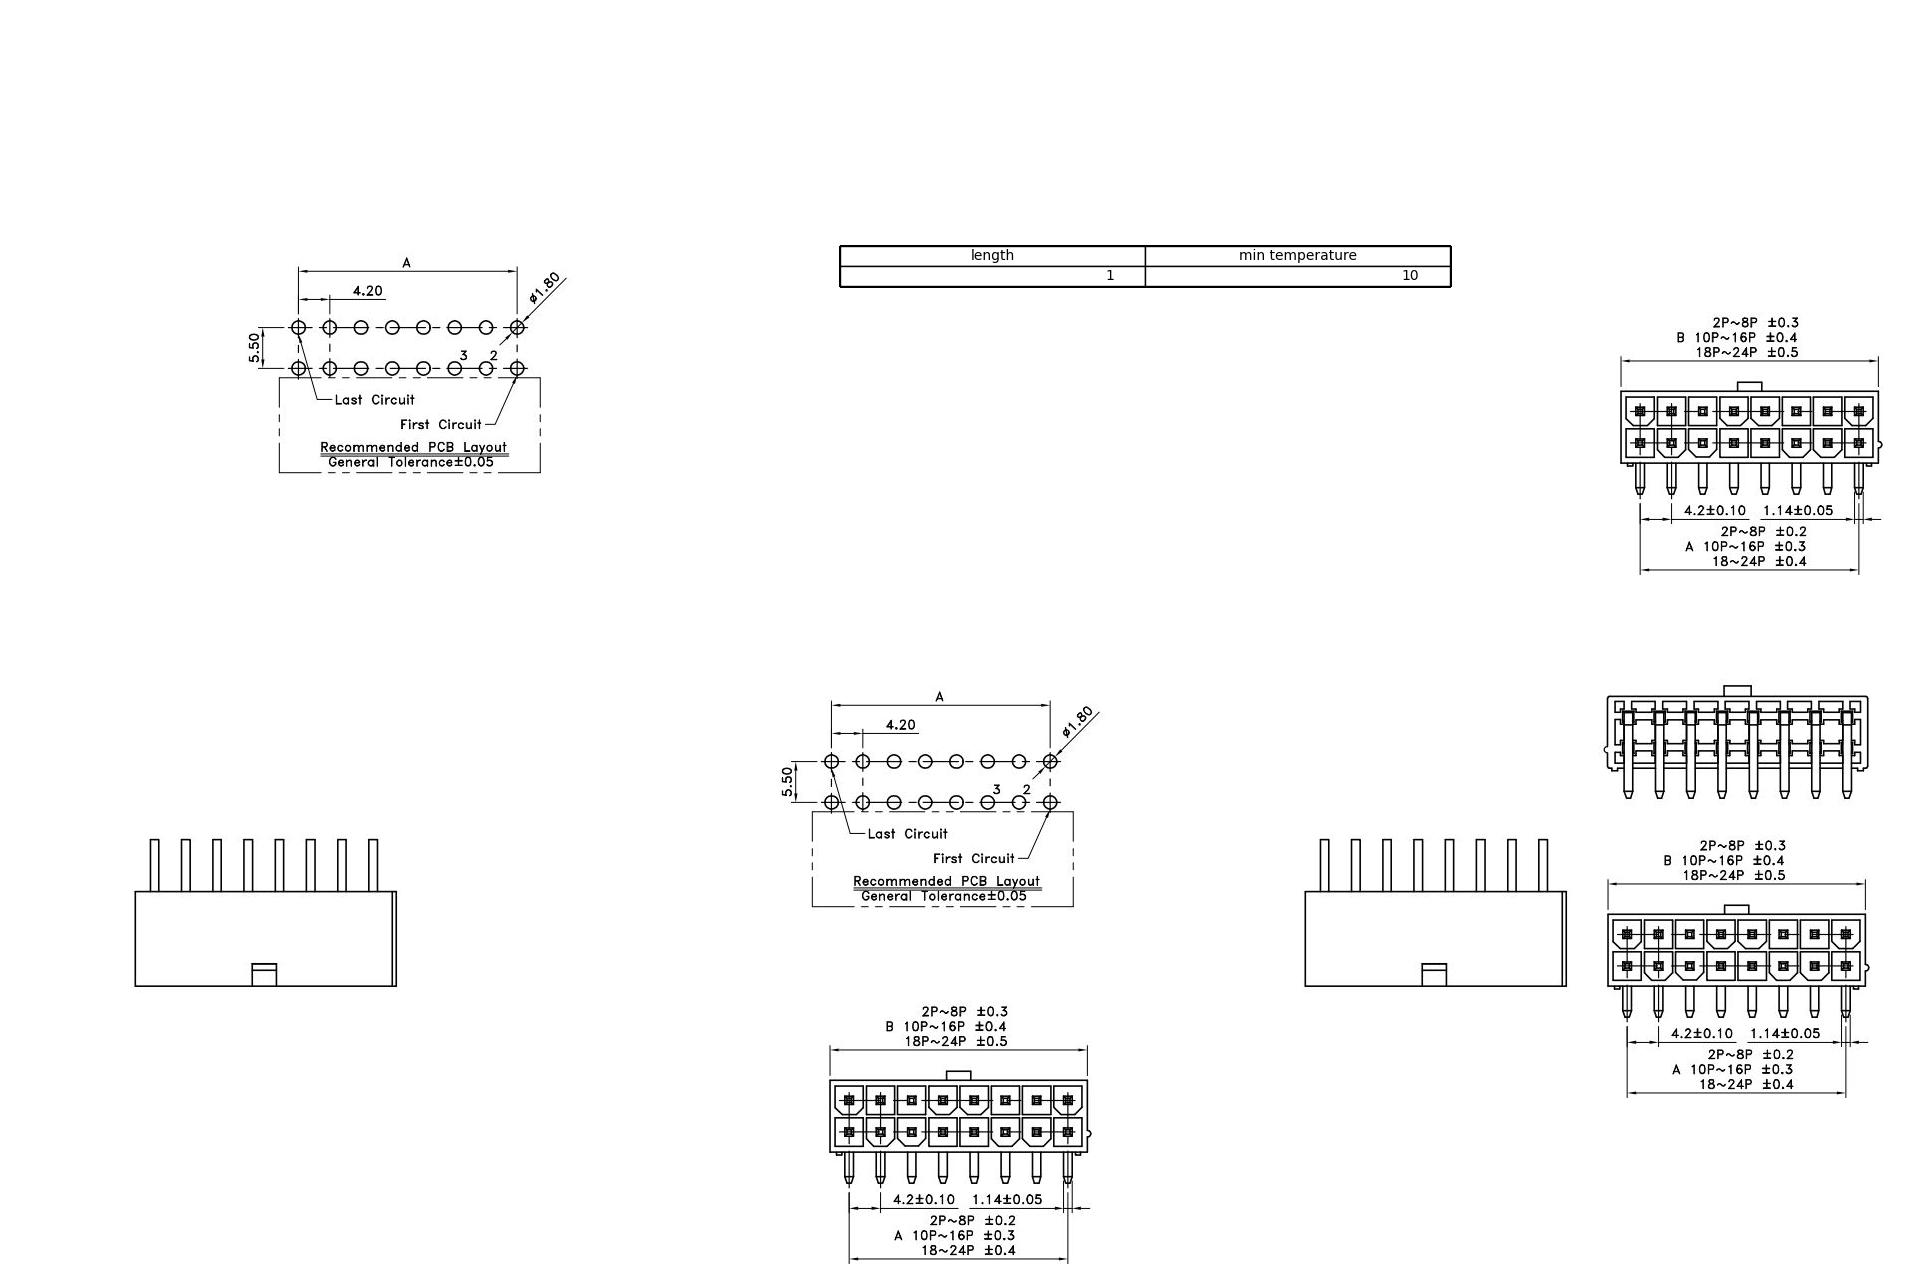 length min temperature
1 10
A
4.20
ø1.80
5.50
3 2
Last Circuit
First Circuit
Recommended PCB Layout
General Tolerance±0.05
2P~8P ±0.3
B 10P~16P ±0.4
18P~24P ±0.5
4.2±0.10 1.14±0.05
2P~8P ±0.2
A 10P~16P ±0.3
18~24P ±0.4
A
4.20
ø1.80
5.50
3 2
Last Circuit
First Circuit
Recommended PCB Layout
General Tolerance±0.05
2P~8P ±0.3
B 10P~16P ±0.4
18P~24P ±0.5
4.2±0.10 1.14±0.05
2P~8P ±0.2
A 10P~16P ±0.3
18~24P ±0.4
2P~8P ±0.3
B 10P~16P ±0.4
18P~24P ±0.5
4.2±0.10 1.14±0.05
2P~8P ±0.2
A 10P~16P ±0.3
18~24P ±0.4